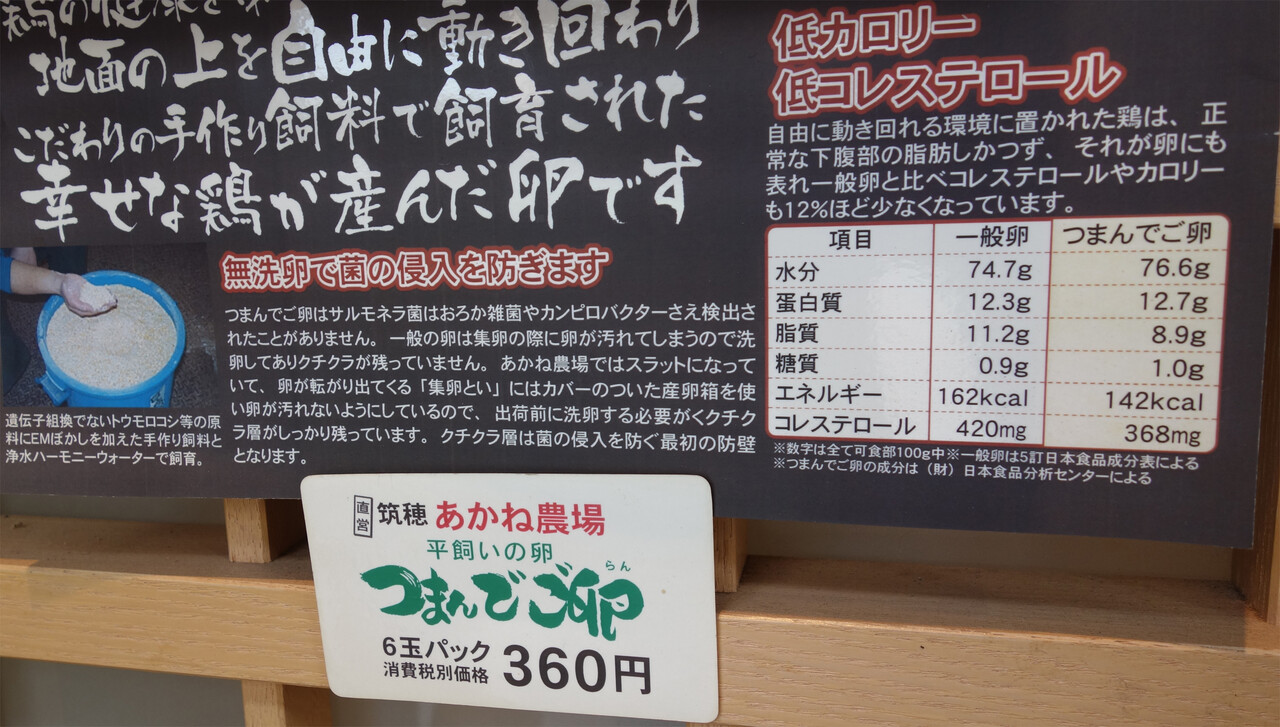 地面の上を自由に動き回わり
こだわりの手作り飼料で飼育された
幸せな鶏が産んだ卵です
無洗卵で菌の侵入を防ぎます
つまんでご卵はサルモネラ菌はおろか雑菌やカンピロバクターさえ検出さ
れたことがありません。一般の卵は集卵の際に卵が汚れてしまうので洗
卵してありクチクラが残っていません。あかね農場ではスラットになって
いて、卵が転がり出てくる「集卵とい」にはカバーのついた産卵箱を使
い卵が汚れないようにしているので、出荷前に洗卵する必要がくクチク
ラ層がしっかり残っています。クチクラ層は菌の侵入を防ぐ最初の防壁
となります。
遺伝子組換でないトウモロコシ等の原
料にEMぼかしを加えた手作り飼料と
浄水ハーモニーウォーターで飼育。
低カロリー
低コレステロール
自由に動き回れる環境に置かれた鶏は、正
常な下腹部の脂肪しかつず、それが卵にも
表れ一般卵と比べコレステロールやカロリー
も12%ほど少なくなっています。
項目 一般卵 つまんでご卵
水分 74.7g 76.6g
蛋白質 12.3g 12.7g
脂質 11.2g 8.9g
糖質 0.9g 1.0g
エネルギー 162kcal 142kcal
コレステロール 420mg 368mg
※数字は全て可食部100g中※一般卵は5訂日本食品成分表による
※つまんでご卵の成分は（財）日本食品分析センターによる
直営 筑穂 あかね農場
平飼いの卵
らん
つまんでご卵
6玉パック
消費税別価格 360円